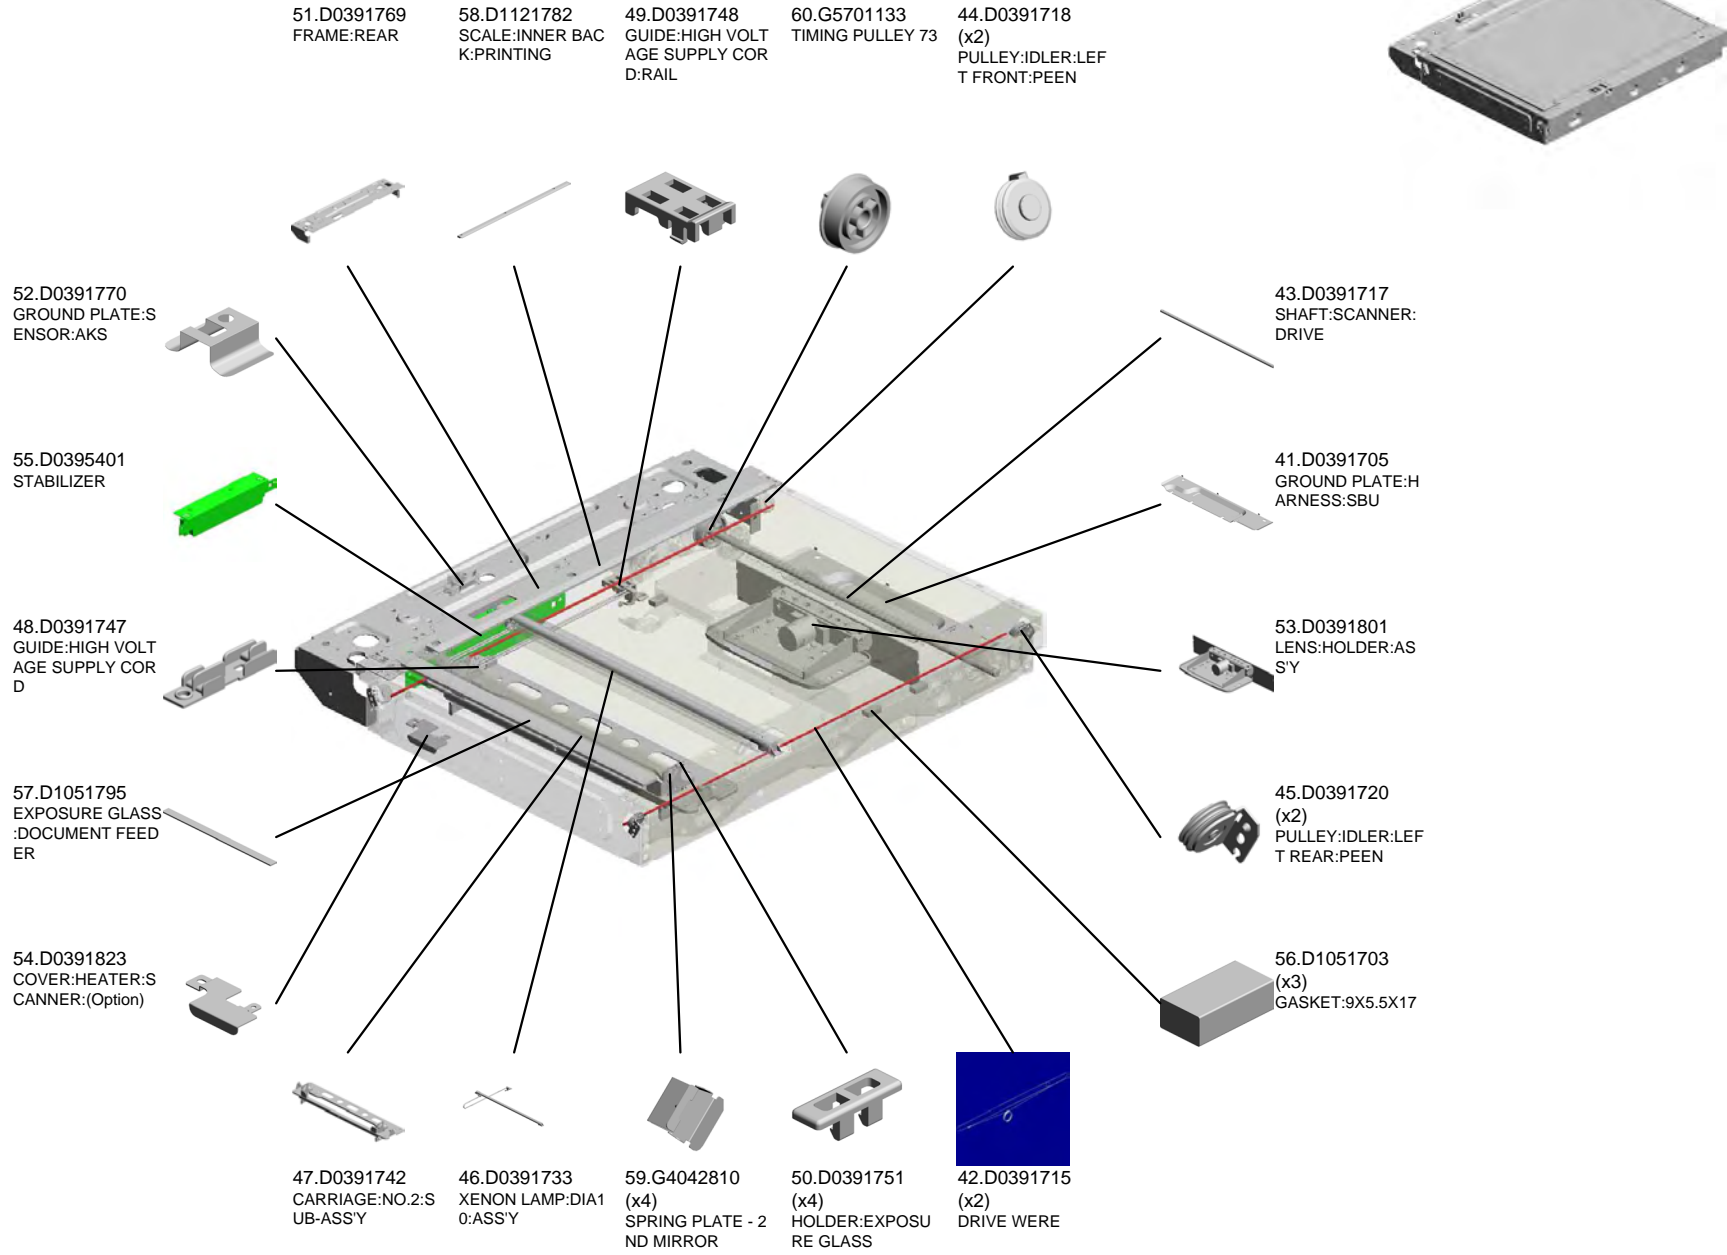 51.D0391769
FRAME:REAR
58.D1121782
SCALE:INNER BAC
K:PRINTING
49.D0391748
GUIDE:HIGH VOLT
AGE SUPPLY COR
D:RAIL
60.G5701133
TIMING PULLEY 73
44.D0391718
(x2)
PULLEY:IDLER:LEF
T FRONT:PEEN
52.D0391770
GROUND PLATE:S
ENSOR:AKS
43.D0391717
SHAFT:SCANNER:
DRIVE
55.D0395401
STABILIZER
41.D0391705
GROUND PLATE:H
ARNESS:SBU
48.D0391747
GUIDE:HIGH VOLT
AGE SUPPLY COR
D
53.D0391801
LENS:HOLDER:AS
S'Y
57.D1051795
EXPOSURE GLASS
:DOCUMENT FEED
ER
45.D0391720
(x2)
PULLEY:IDLER:LEF
T REAR:PEEN
54.D0391823
COVER:HEATER:S
CANNER:(Option)
56.D1051703
(x3)
GASKET:9X5.5X17
47.D0391742
CARRIAGE:NO.2:S
UB-ASS'Y
46.D0391733
XENON LAMP:DIA1
0:ASS'Y
59.G4042810
(x4)
SPRING PLATE - 2
ND MIRROR
50.D0391751
(x4)
HOLDER:EXPOSU
RE GLASS
42.D0391715
(x2)
DRIVE WERE